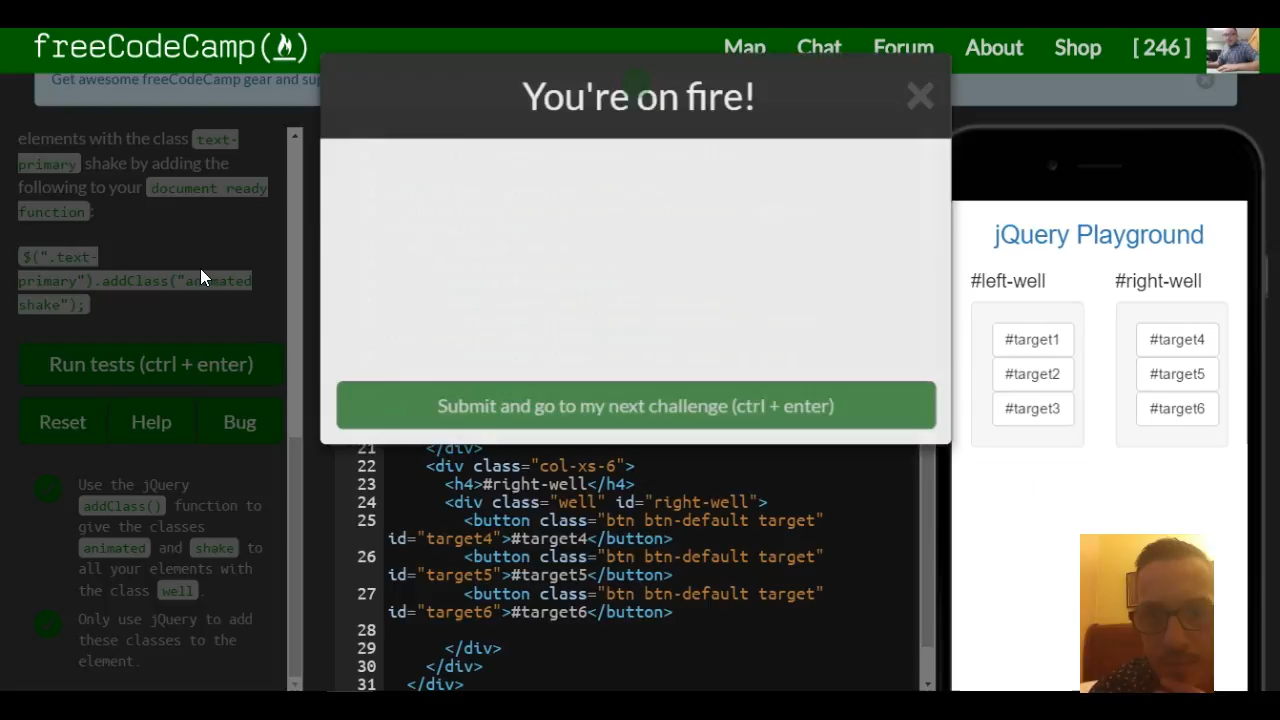 freeCodeCamp
Map
Chat
Forum
About
Shop
[ 246 ]
Get awesome freeCodeCamp gear and
You're on fire!
elements with the class text-
primary shake by adding the
following to your document ready
function:
$(".text-
primary").addClass("animated
shake");
Run tests (ctrl + enter)
Reset
Help
Bug
Use the jQuery
addClass() function to
give the classes
animated and shake to
all your elements with
the class well.
Only use jQuery to add
these classes to the
element.
Submit and go to my next challenge (ctrl + enter)
21 </div>
22 <div class="col-xs-6">
23 <h4>#right-well</h4>
24 <div class="well" id="right-well">
25 <button class="btn btn-default target"
id="target4">#target4</button>
26 <button class="btn btn-default target"
id="target5">#target5</button>
27 <button class="btn btn-default target"
id="target6">#target6</button>
28
29 </div>
30 </div>
31 </div>
jQuery Playground
#left-well
#right-well
#target1
#target2
#target3
#target4
#target5
#target6